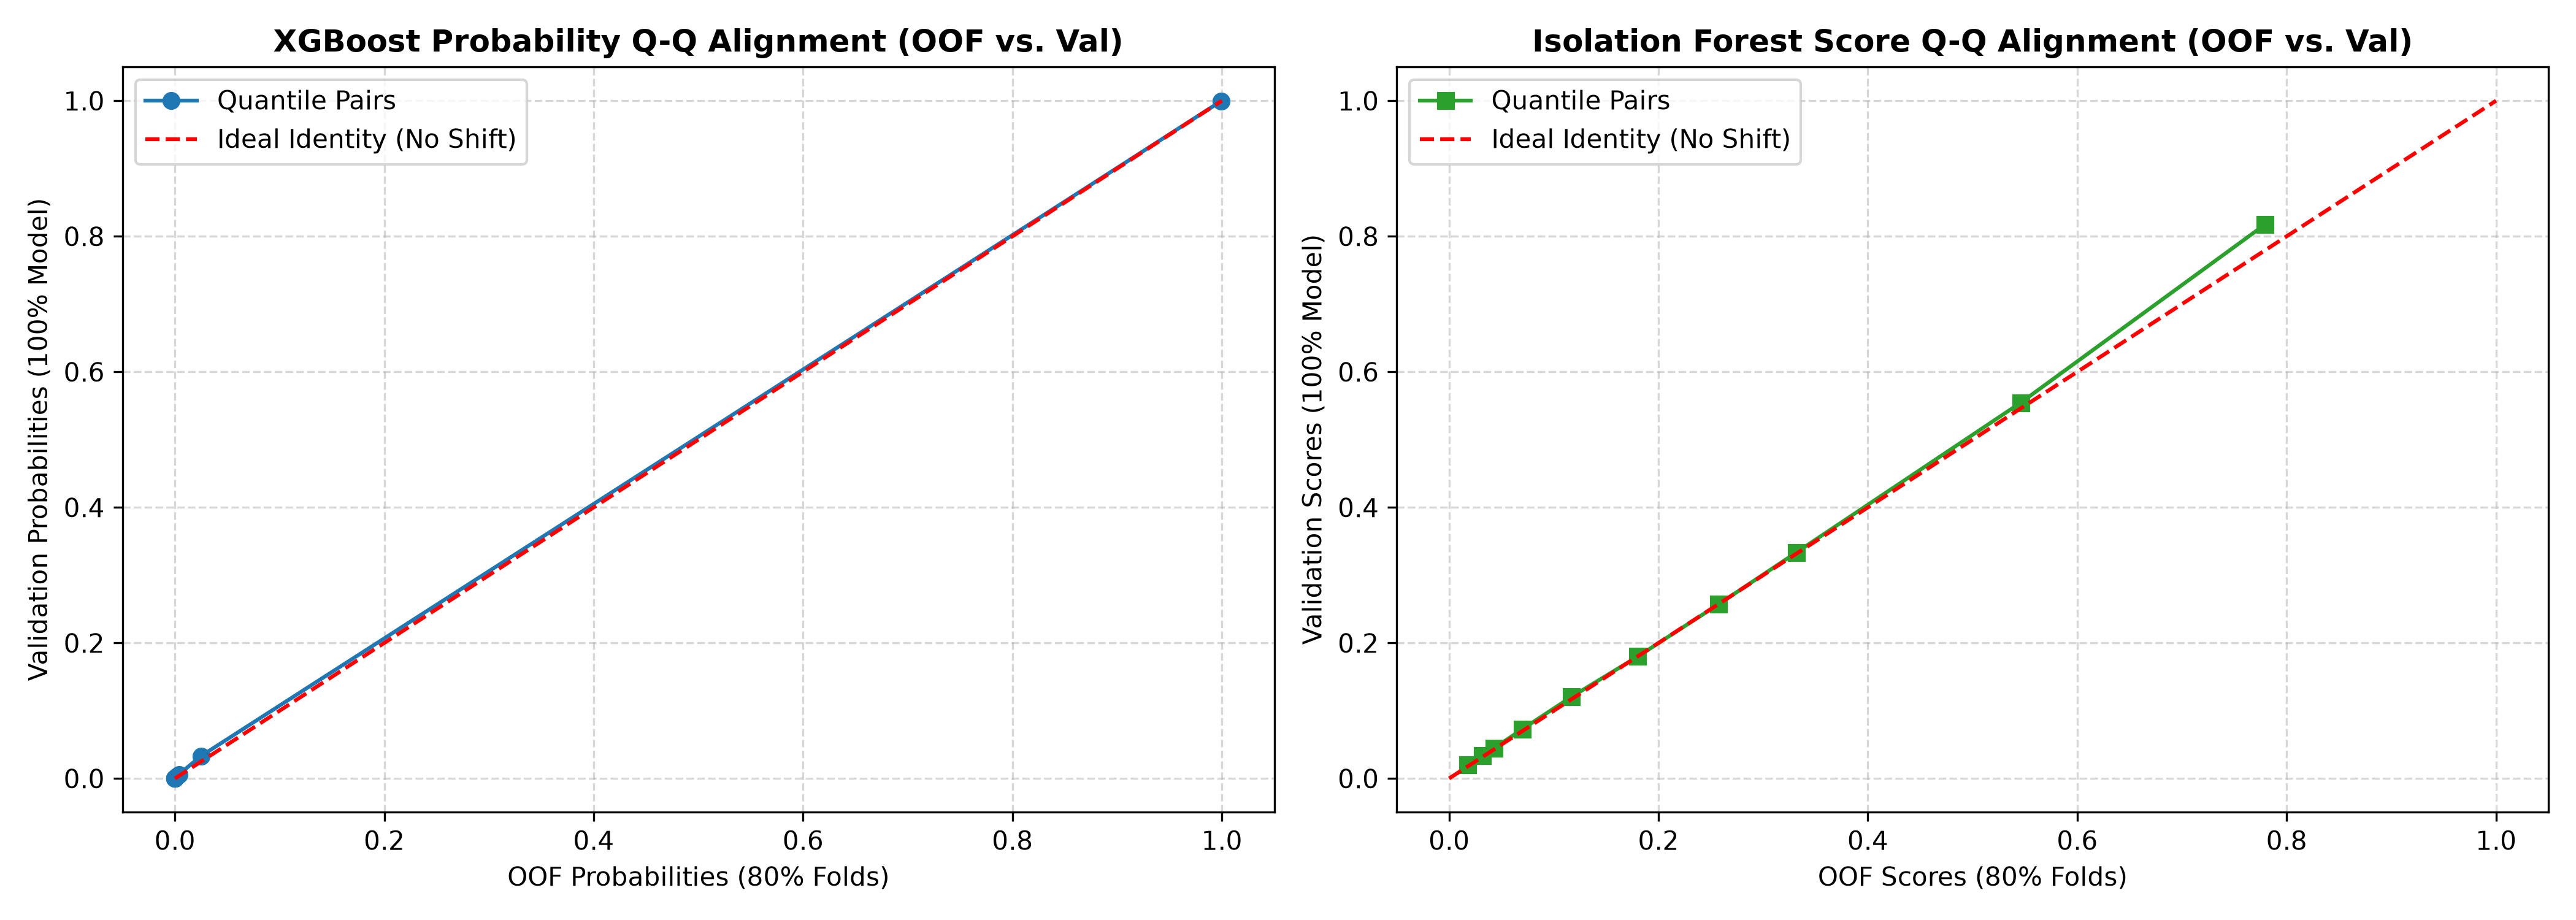 XGBoost Probability Q-Q Alignment (OOF vs. Val)
Quantile Pairs
Ideal Identity (No Shift)
Validation Probabilities (100% Model)
1.0
0.8
0.6
0.4
0.2
0.0
0.0 0.2 0.4 0.6 0.8 1.0
OOF Probabilities (80% Folds)
Isolation Forest Score Q-Q Alignment (OOF vs. Val)
Quantile Pairs
Ideal Identity (No Shift)
Validation Scores (100% Model)
1.0
0.8
0.6
0.4
0.2
0.0
0.0 0.2 0.4 0.6 0.8 1.0
OOF Scores (80% Folds)